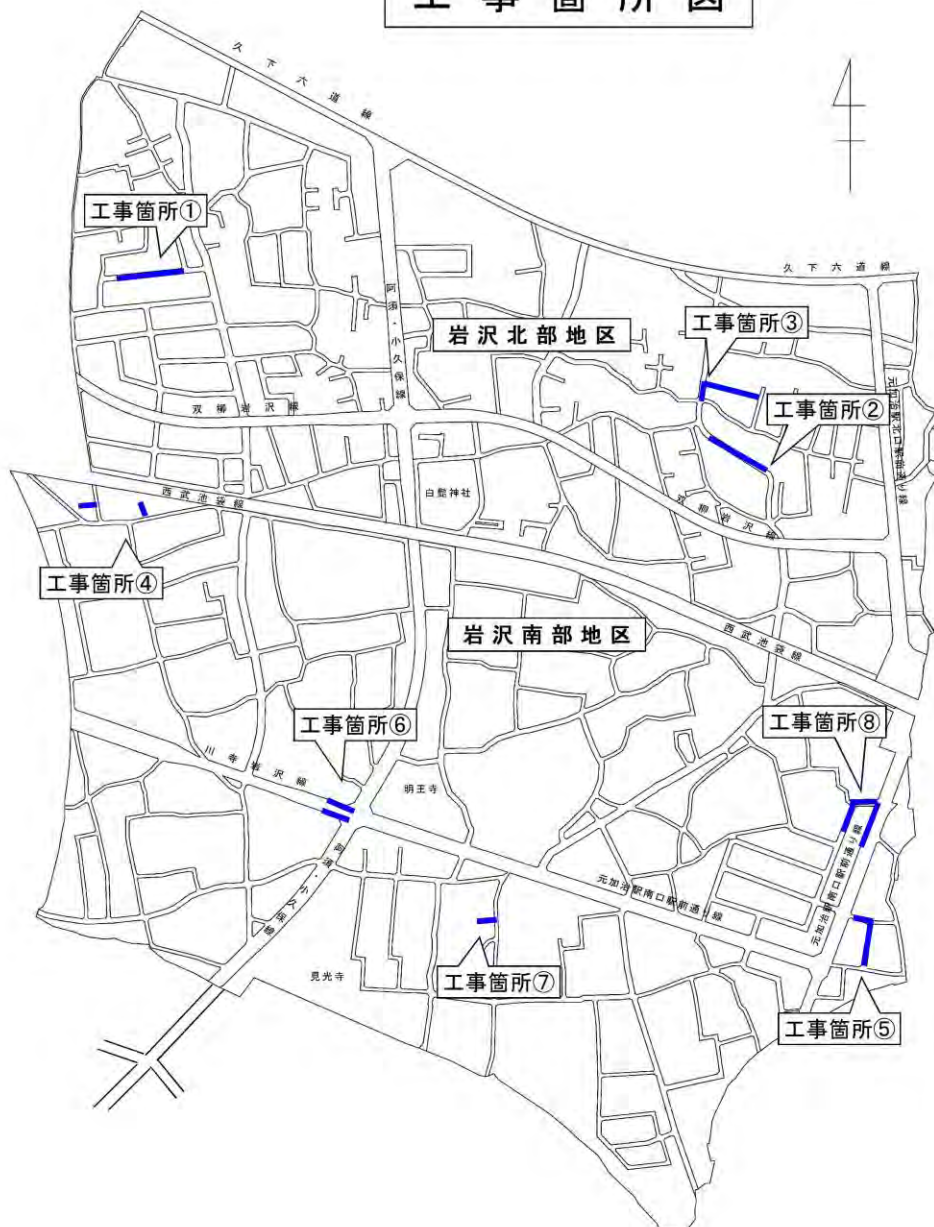 工事箇所図
久下六道線
工事箇所①
久下六道線
阿須・小久保線
岩沢北部地区
工事箇所③
元加治駅北口駅前通り線
工事箇所②
双柳岩沢線
西武池袋線
白髭神社
双柳岩沢線
工事箇所④
岩沢南部地区
西武池袋線
工事箇所⑥
工事箇所⑧
川寺岩沢線
明王寺
元加治駅南口駅前通り線
阿須・小久保線
元加治駅南口駅前通り線
見光寺
工事箇所⑦
工事箇所⑤